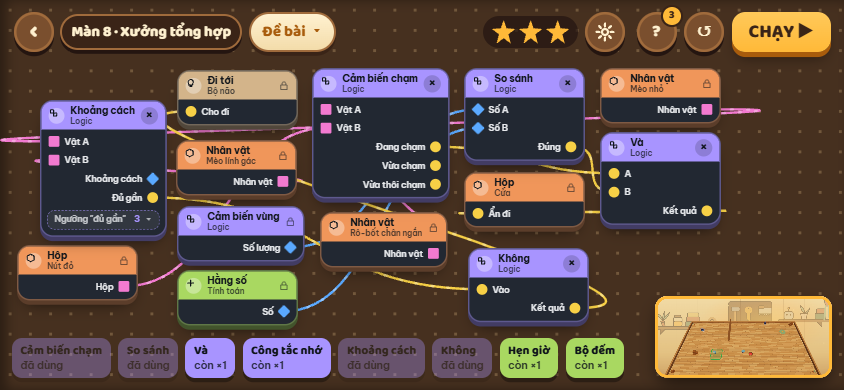 Màn 8 · Xưởng tổng hợp
Đề bài
3
?
CHẠY
Khoảng cách
Logic
Vật A
Vật B
Khoảng cách
Đủ gần
Ngưỡng "đủ gần" 3
Hộp
Nút đỏ
Hộp
Đi tới
Bộ não
Cho đi
Nhân vật
Mèo lính gác
Nhân vật
Cảm biến vùng
Logic
Số lượng
Hằng số
Tính toán
Số
Cảm biến chạm
Logic
Vật A
Vật B
Đang chạm
Vừa chạm
Vừa thôi chạm
Nhân vật
Rô-bốt chắn ngắn
Nhân vật
So sánh
Logic
Số A
Số B
Đúng
Hộp
Cửa
Ẩn đi
Không
Logic
Vào
Kết quả
Nhân vật
Mèo nhỏ
Nhân vật
Và
Logic
A
B
Kết quả
Cảm biến chạm
đã dùng
So sánh
đã dùng
Và
còn ×1
Công tắc nhớ
còn ×1
Khoảng cách
đã dùng
Không
đã dùng
Hẹn giờ
còn ×1
Bộ đếm
còn ×1